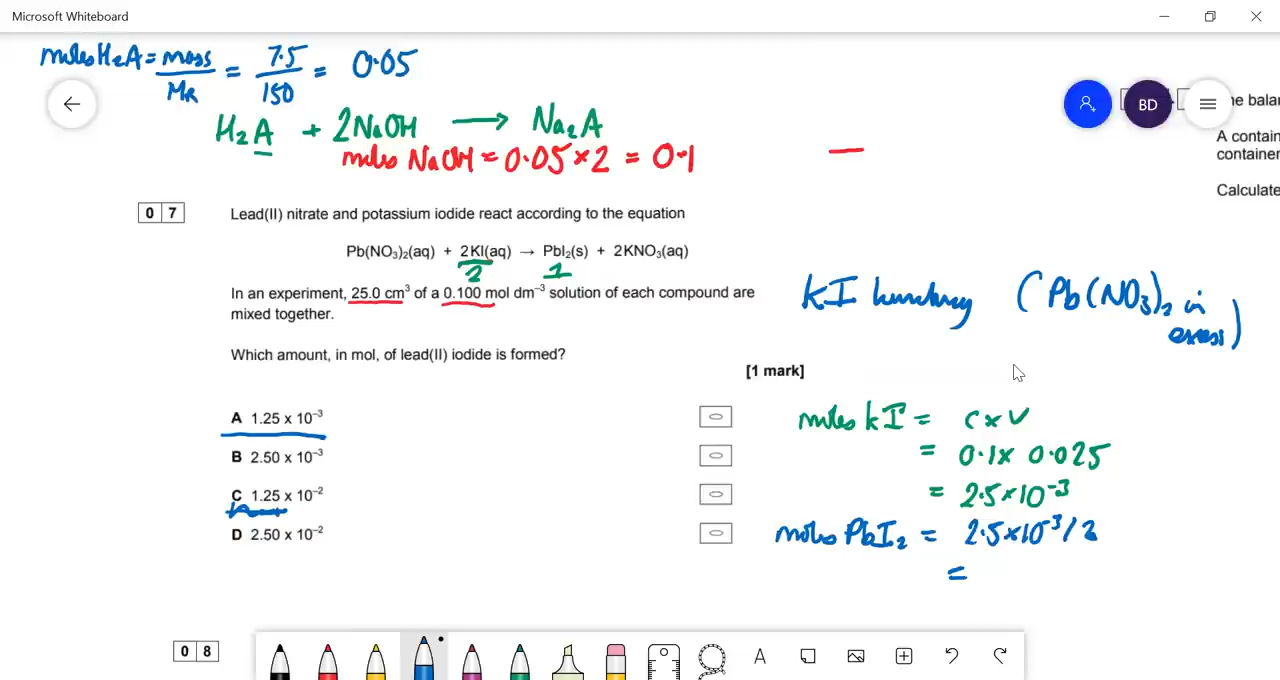 Microsoft Whiteboard
moles H₂A = mass / MR = 7.5 / 150 = 0.05
BD
he balan
H₂A + 2NaOH → Na₂A
A contain
container
moles NaOH = 0.05 × 2 = 0.1
Calculate
0 7
Lead(II) nitrate and potassium iodide react according to the equation
Pb(NO₃)₂(aq) + 2KI(aq) → PbI₂(s) + 2KNO₃(aq)
2 1
In an experiment, 25.0 cm³ of a 0.100 mol dm⁻³ solution of each compound are
mixed together.
KI (Pb(NO₃)₂ in
excess)
Which amount, in mol, of lead(II) iodide is formed?
[1 mark]
A 1.25 x 10⁻³
B 2.50 x 10⁻³
C 1.25 x 10⁻²
D 2.50 x 10⁻²
moles KI = C × V
= 0.1 × 0.025
= 2.5 × 10⁻³
moles PbI₂ = 2.5 × 10⁻³ / 2
=
0 8
A